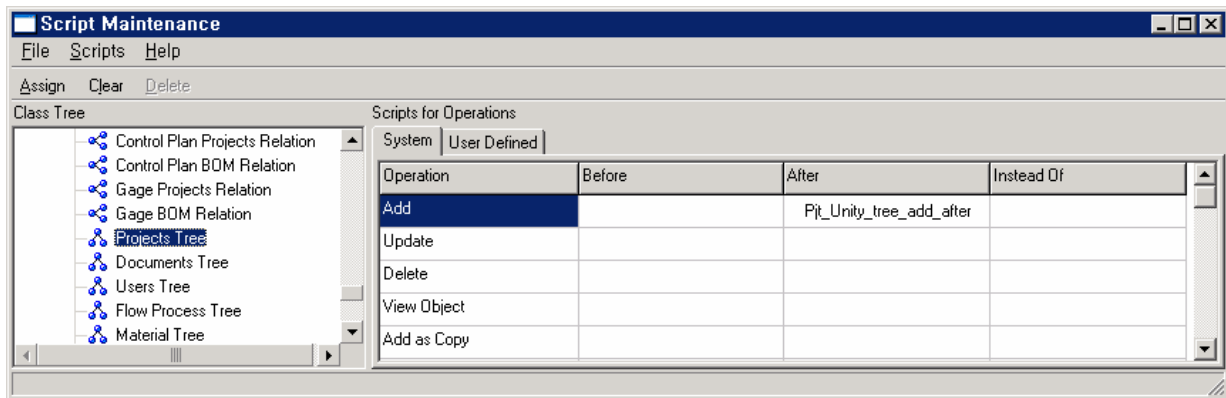 Script Maintenance
File Scripts Help
Assign Clear Delete
Class Tree
Control Plan Projects Relation
Control Plan BOM Relation
Gage Projects Relation
Gage BOM Relation
Projects Tree
Documents Tree
Users Tree
Flow Process Tree
Material Tree
Scripts for Operations
System User Defined
Operation Before After Instead Of
Add Pjt_Unity_tree_add_after
Update
Delete
View Object
Add as Copy